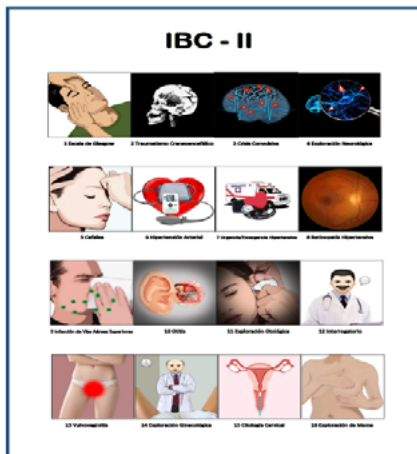 IBC - II
1 Escala de Glasgow
2 Traumatismo Craneoencefálico
3 Crisis Convulsiva
4 Exploración Neurológica
5 Cefalea
6 Hipertensión Arterial
7 Urgencia/Emergencia Hipertensiva
8 Retinopatía Hipertensiva
9 Infección de Vías Aéreas Superiores
10 Otitis
11 Exploración Otológica
12 Interrogatorio
13 Vulvovaginitis
14 Exploración Ginecológica
15 Citología Cervical
16 Exploración de Mama